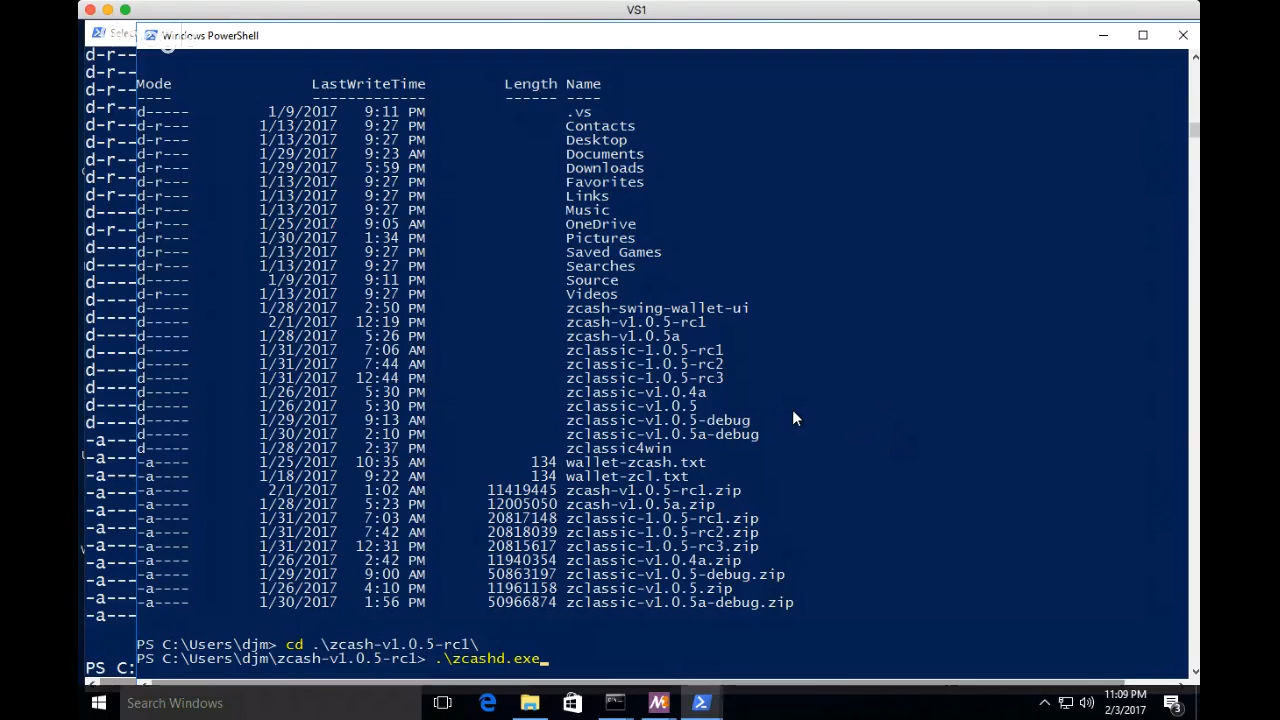 VS1
Select
Windows PowerShell
Mode LastWriteTime Length Name
---- ------------- ------ ----
d----- 1/9/2017 9:11 PM .vs
d-r--- 1/13/2017 9:27 PM Contacts
d-r--- 1/13/2017 9:27 PM Desktop
d-r--- 1/29/2017 9:23 AM Documents
d-r--- 1/29/2017 5:59 PM Downloads
d-r--- 1/13/2017 9:27 PM Favorites
d-r--- 1/13/2017 9:27 PM Links
d-r--- 1/13/2017 9:27 PM Music
d-r--- 1/25/2017 9:05 AM OneDrive
d-r--- 1/30/2017 1:34 PM Pictures
d-r--- 1/13/2017 9:27 PM Saved Games
d-r--- 1/13/2017 9:27 PM Searches
d----- 1/9/2017 9:11 PM Source
d-r--- 1/13/2017 9:27 PM Videos
d----- 1/28/2017 2:50 PM zcash-swing-wallet-ui
d----- 2/1/2017 12:19 PM zcash-v1.0.5-rc1
d----- 1/28/2017 5:26 PM zcash-v1.0.5a
d----- 1/31/2017 7:06 AM zclassic-1.0.5-rc1
d----- 1/31/2017 7:44 AM zclassic-1.0.5-rc2
d----- 1/31/2017 12:44 PM zclassic-1.0.5-rc3
d----- 1/26/2017 5:30 PM zclassic-v1.0.4a
d----- 1/26/2017 5:30 PM zclassic-v1.0.5
d----- 1/29/2017 9:13 AM zclassic-v1.0.5-debug
d----- 1/30/2017 2:10 PM zclassic-v1.0.5a-debug
d----- 1/28/2017 2:37 PM zclassic4win
-a---- 1/25/2017 10:35 AM 134 wallet-zcash.txt
-a---- 1/18/2017 9:22 AM 134 wallet-zcl.txt
-a---- 2/1/2017 1:02 AM 11419445 zcash-v1.0.5-rc1.zip
-a---- 1/28/2017 5:23 PM 12005050 zcash-v1.0.5a.zip
-a---- 1/31/2017 7:03 AM 20817148 zclassic-1.0.5-rc1.zip
-a---- 1/31/2017 7:42 AM 20818039 zclassic-1.0.5-rc2.zip
-a---- 1/31/2017 12:31 PM 20815617 zclassic-1.0.5-rc3.zip
-a---- 1/26/2017 2:42 PM 11940354 zclassic-v1.0.4a.zip
-a---- 1/29/2017 9:00 AM 50863197 zclassic-v1.0.5-debug.zip
-a---- 1/26/2017 4:10 PM 11961158 zclassic-v1.0.5.zip
-a---- 1/30/2017 1:56 PM 50966874 zclassic-v1.0.5a-debug.zip
PS C:\Users\djm> cd .\zcash-v1.0.5-rc1\
PS C:\Users\djm\zcash-v1.0.5-rc1> .\zcashd.exe_
PS C:
Search Windows
11:09 PM
2/3/2017
3